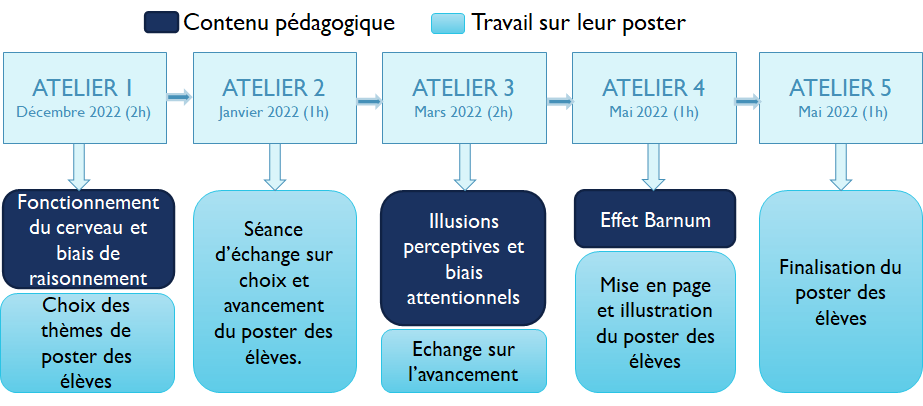 Contenu pédagogique
Travail sur leur poster
ATELIER 1
Décembre 2022 (2h)
ATELIER 2
Janvier 2022 (1h)
ATELIER 3
Mars 2022 (2h)
ATELIER 4
Mai 2022 (1h)
ATELIER 5
Mai 2022 (1h)
Fonctionnement
du cerveau et
biais de
raisonnement
Choix des
thèmes de
poster des
élèves
Séance
d'échange sur
choix et
avancement
du poster des
élèves.
Illusions
perceptives et
biais
attentionnels
Echange sur
l'avancement
Effet Barnum
Mise en page
et illustration
du poster des
élèves
Finalisation du
poster des
élèves